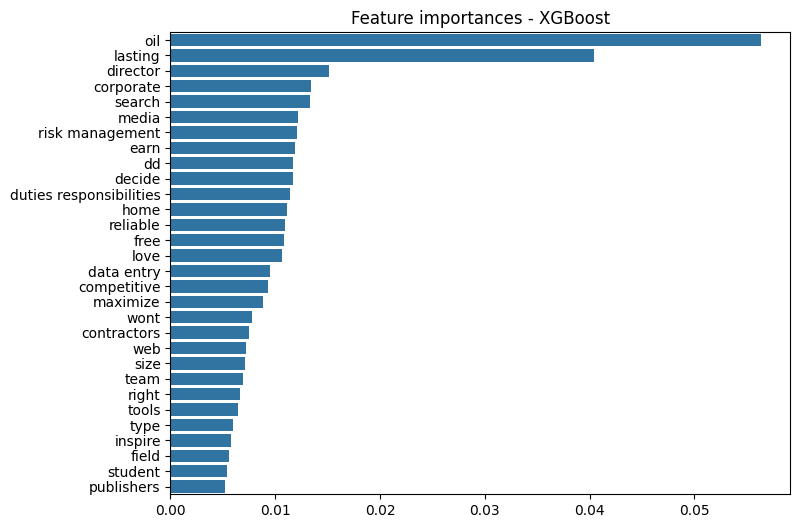 Feature importances - XGBoost
oil
lasting
director
corporate
search
media
risk management
earn
dd
decide
duties responsibilities
home
reliable
free
love
data entry
competitive
maximize
wont
contractors
web
size
team
right
tools
type
inspire
field
student
publishers
0.00 0.01 0.02 0.03 0.04 0.05